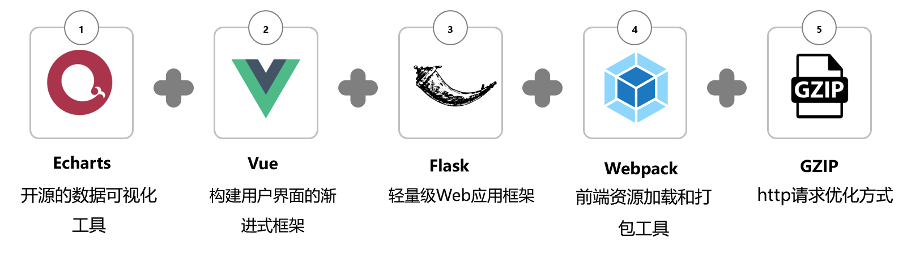 1
2
3
4
5
GZIP
Echarts
开源的数据可视化
工具
Vue
构建用户界面的渐
进式框架
Flask
轻量级Web应用框架
Webpack
前端资源加载和打
包工具
GZIP
http请求优化方式